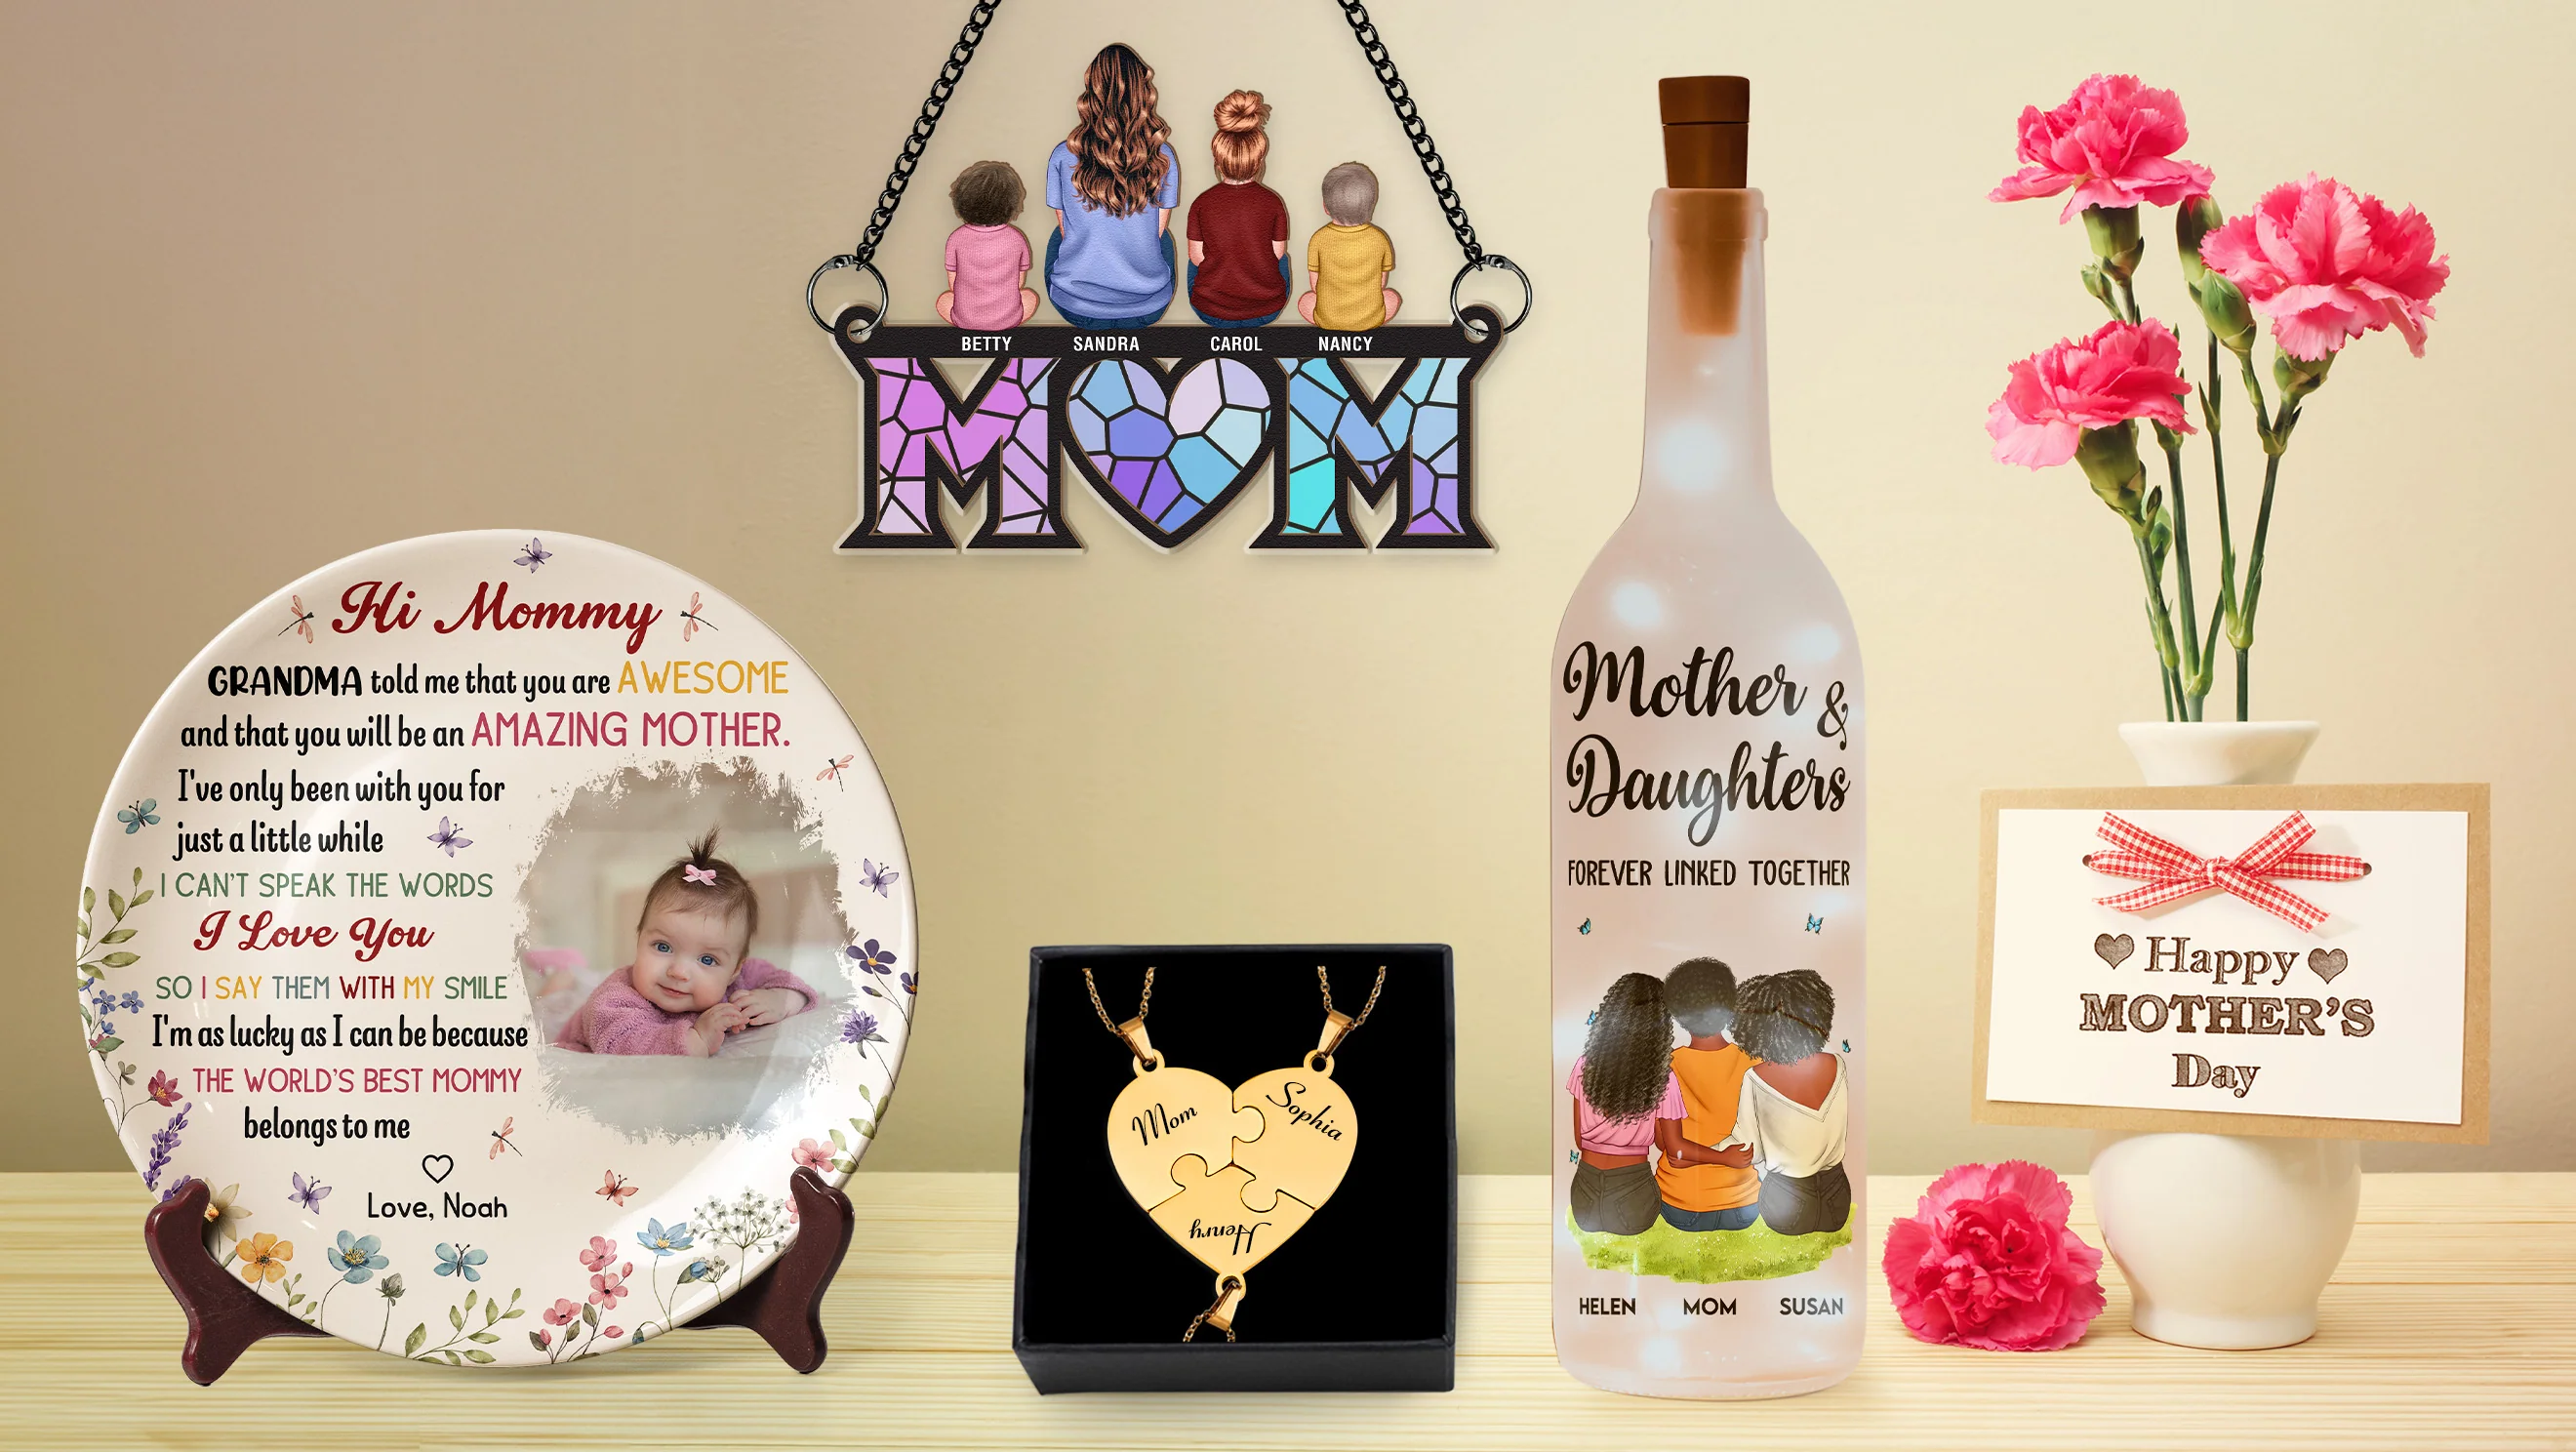 BETTY SANDRA CAROL NANCY
MOM
Hi Mommy
GRANDMA told me that you are AWESOME
and that you will be an AMAZING MOTHER.
I've only been with you for
just a little while
I CAN'T SPEAK THE WORDS
I Love You
SO I SAY THEM WITH MY SMILE
I'm as lucky as I can be because
THE WORLD'S BEST MOMMY
belongs to me
Love, Noah
Mom
Sophia
Henry
Mother &
Daughters
FOREVER LINKED TOGETHER
HELEN MOM SUSAN
Happy
MOTHER'S
Day